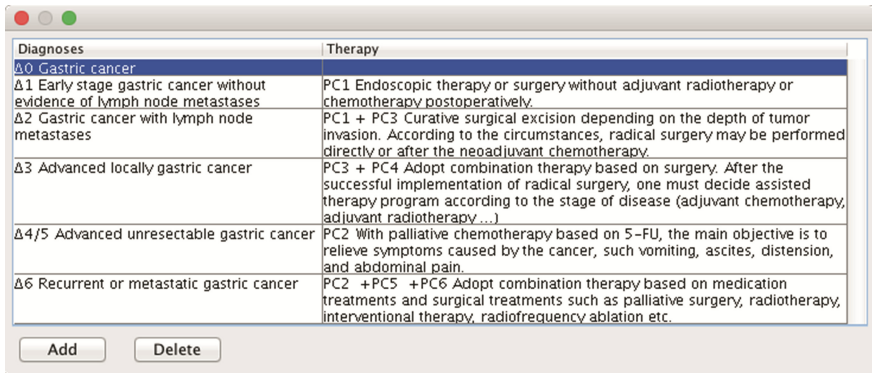 Diagnoses Therapy
Δ0 Gastric cancer
Δ1 Early stage gastric cancer without
evidence of lymph node metastases
PC1 Endoscopic therapy or surgery without adjuvant radiotherapy or
chemotherapy postoperatively.
Δ2 Gastric cancer with lymph node
metastases
PC1 + PC3 Curative surgical excision depending on the depth of tumor
invasion. According to the circumstances, radical surgery may be performed
directly or after the neoadjuvant chemotherapy.
Δ3 Advanced locally gastric cancer
PC3 + PC4 Adopt combination therapy based on surgery. After the
successful implementation of radical surgery, one must decide assisted
therapy program according to the stage of disease (adjuvant chemotherapy,
adjuvant radiotherapy ...)
Δ4/5 Advanced unresectable gastric cancer
PC2 With palliative chemotherapy based on 5-FU, the main objective is to
relieve symptoms caused by the cancer, such vomiting, ascites, distension,
and abdominal pain.
Δ6 Recurrent or metastatic gastric cancer
PC2 +PC5 +PC6 Adopt combination therapy based on medication
treatments and surgical treatments such as palliative surgery, radiotherapy,
interventional therapy, radiofrequency ablation etc.
Add Delete